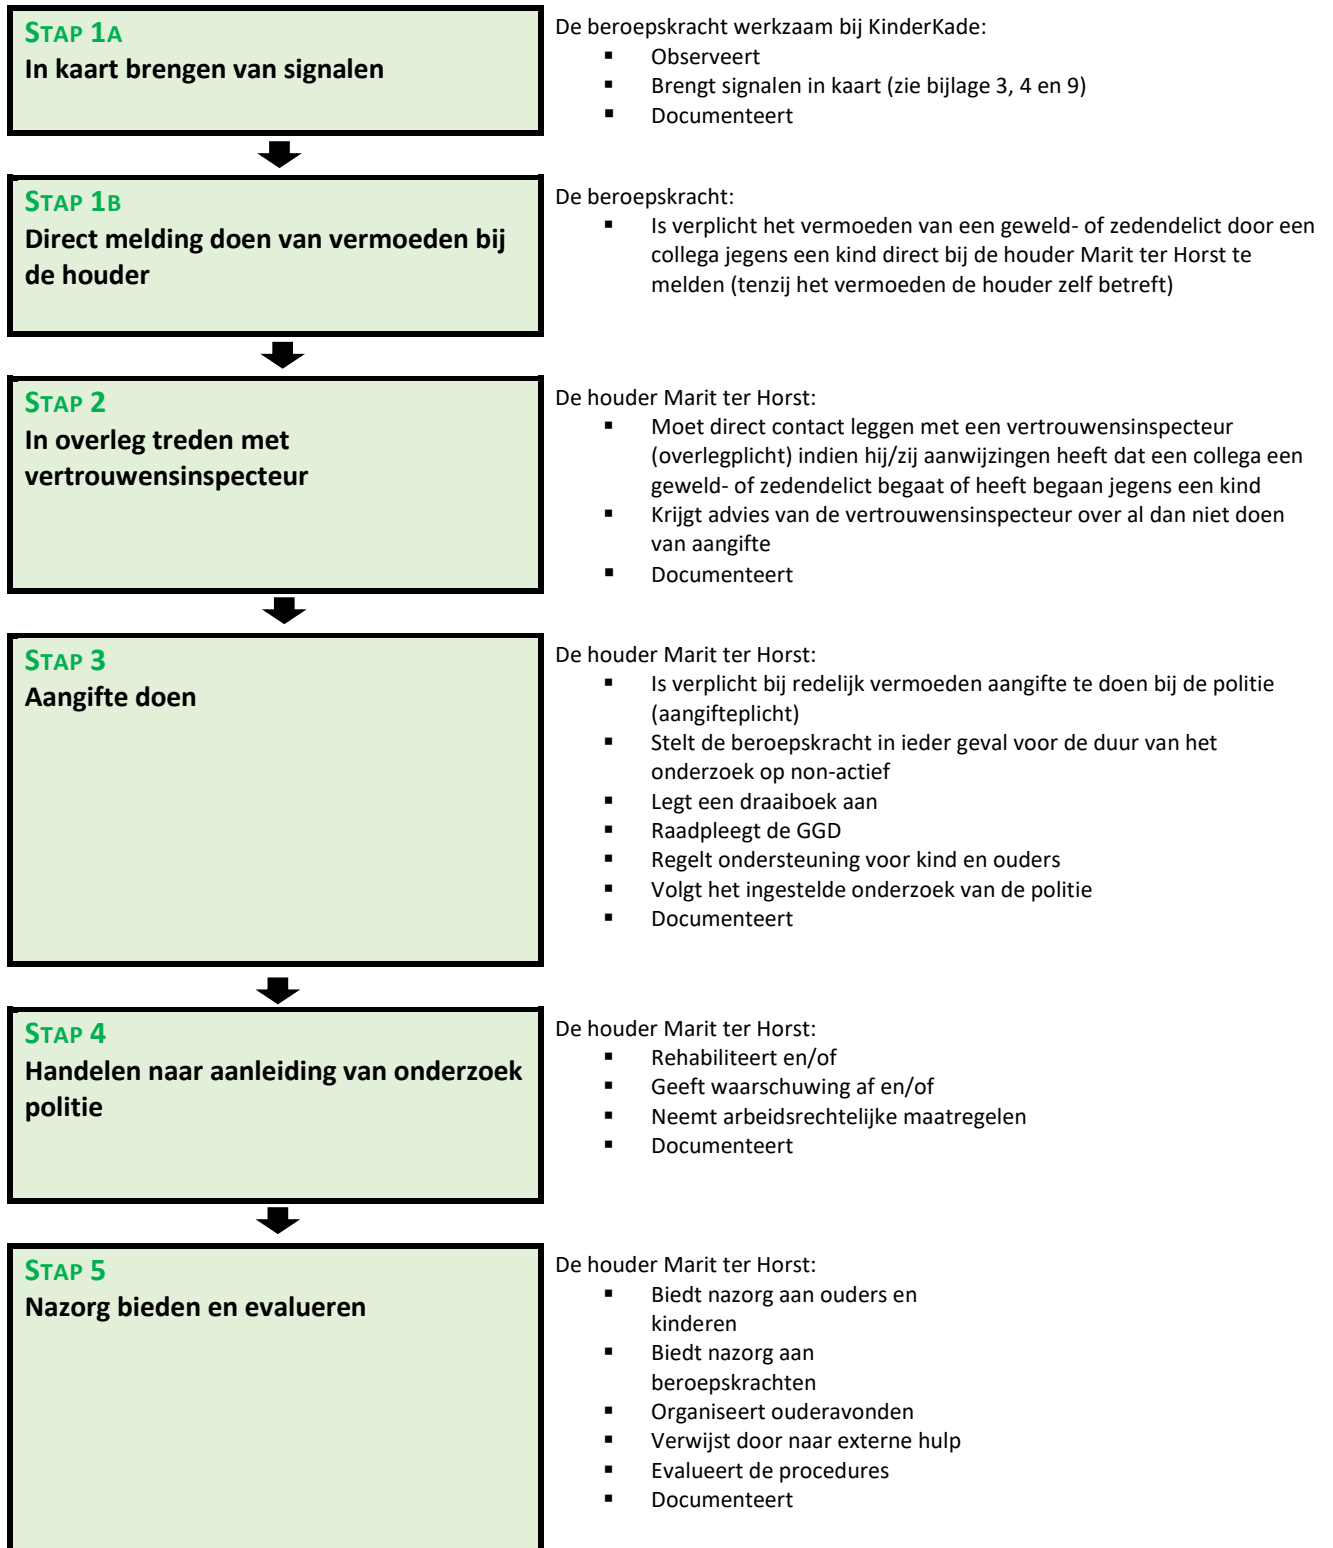 STAP 1A
In kaart brengen van signalen
De beroepskracht werkzaam bij KinderKade:
▪ Observeert
▪ Brengt signalen in kaart (zie bijlage 3, 4 en 9)
▪ Documenteert
STAP 1B
Direct melding doen van vermoeden bij
de houder
De beroepskracht:
▪ Is verplicht het vermoeden van een geweld- of zedendelict door een
collega jegens een kind direct bij de houder Marit ter Horst te
melden (tenzij het vermoeden de houder zelf betreft)
STAP 2
In overleg treden met
vertrouwensinspecteur
De houder Marit ter Horst:
▪ Moet direct contact leggen met een vertrouwensinspecteur
(overlegplicht) indien hij/zij aanwijzingen heeft dat een collega een
geweld- of zedendelict begaat of heeft begaan jegens een kind
▪ Krijgt advies van de vertrouwensinspecteur over al dan niet doen
van aangifte
▪ Documenteert
STAP 3
Aangifte doen
De houder Marit ter Horst:
▪ Is verplicht bij redelijk vermoeden aangifte te doen bij de politie
(aangifteplicht)
▪ Stelt de beroepskracht in ieder geval voor de duur van het
onderzoek op non-actief
▪ Legt een draaiboek aan
▪ Raadpleegt de GGD
▪ Regelt ondersteuning voor kind en ouders
▪ Volgt het ingestelde onderzoek van de politie
▪ Documenteert
STAP 4
Handelen naar aanleiding van onderzoek
politie
De houder Marit ter Horst:
▪ Rehabiliteert en/of
▪ Geeft waarschuwing af en/of
▪ Neemt arbeidsrechtelijke maatregelen
▪ Documenteert
STAP 5
Nazorg bieden en evalueren
De houder Marit ter Horst:
▪ Biedt nazorg aan ouders en
kinderen
▪ Biedt nazorg aan
beroepskrachten
▪ Organiseert ouderavonden
▪ Verwijst door naar externe hulp
▪ Evalueert de procedures
▪ Documenteert